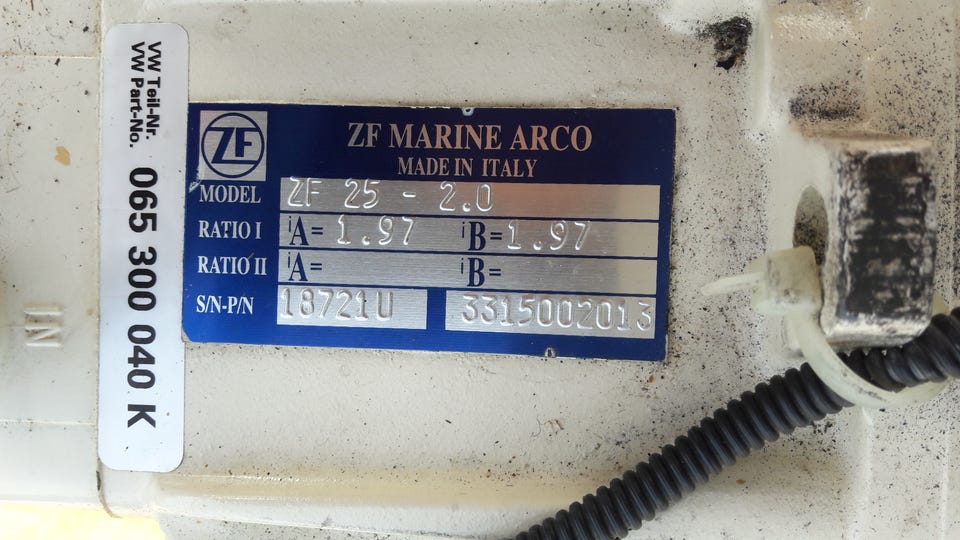 VW Teil-Nr.
VW Part-No. 065 300 040 K
ZF
ZF MARINE ARCO
MADE IN ITALY
MODEL ZF 25 - 2.0
RATIO I iA= 1.97 iB= 1.97
RATIO II iA= iB=
S/N-P/N 18721U 3315002013
IN